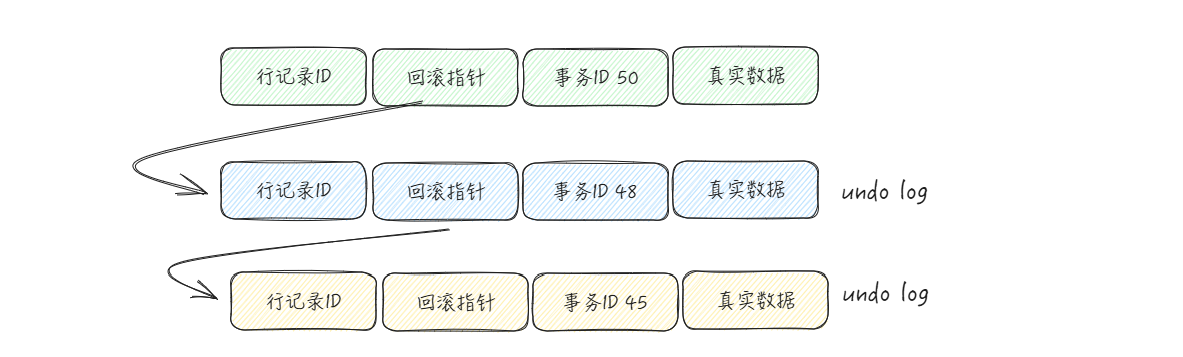 行记录ID 回滚指针 事务ID 50 真实数据
行记录ID 回滚指针 事务ID 48 真实数据 undo log
行记录ID 回滚指针 事务ID 45 真实数据 undo log